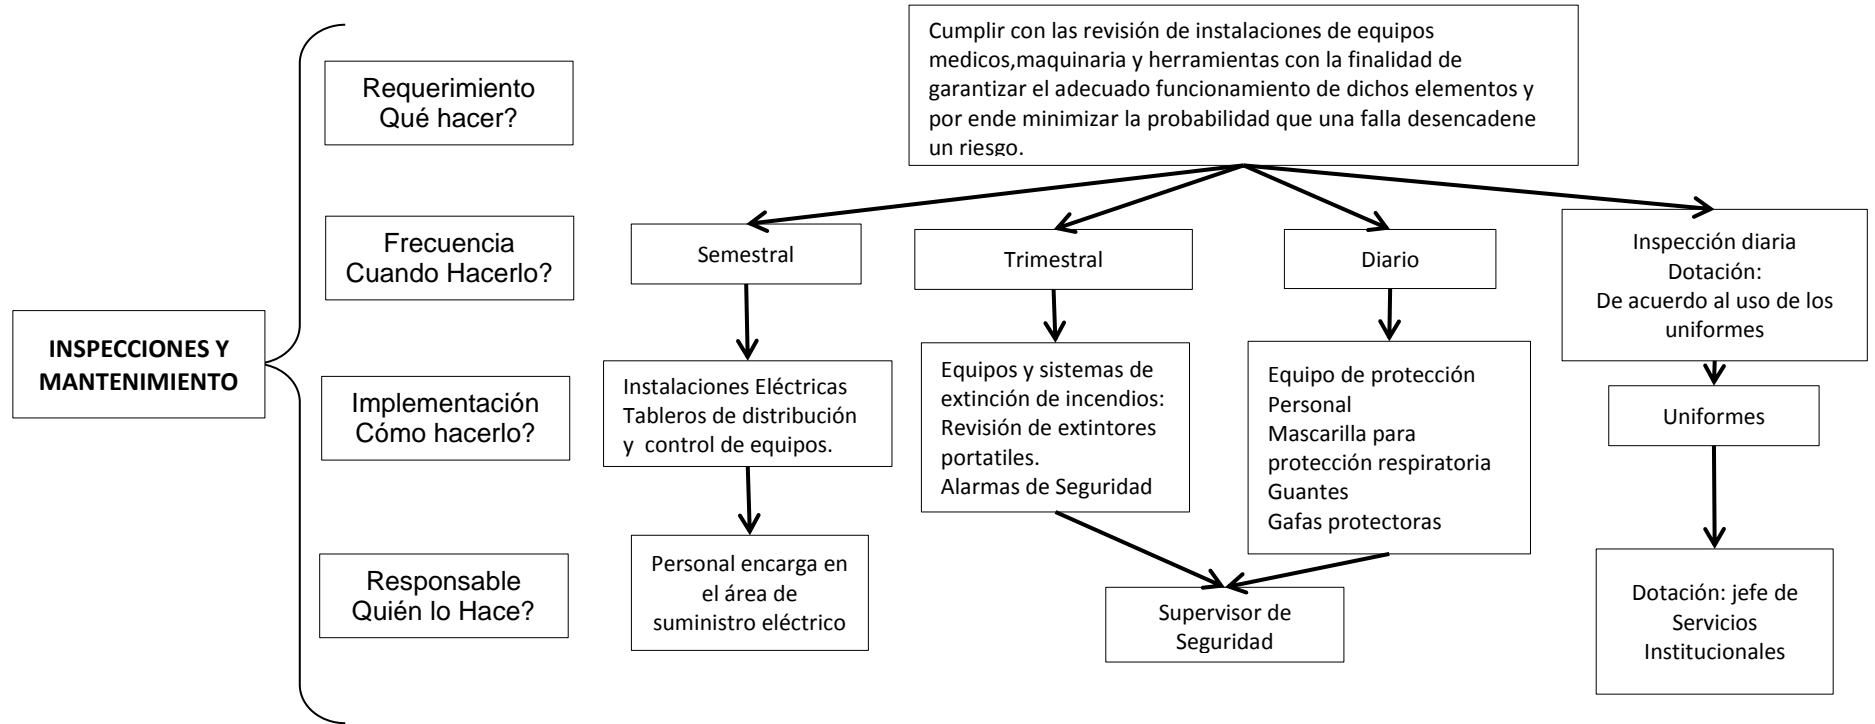 INSPECCIONES Y
MANTENIMIENTO
Requerimiento
Qué hacer?
Cumplir con las revisión de instalaciones de equipos
medicos,maquinaria y herramientas con la finalidad de
garantizar el adecuado funcionamiento de dichos elementos y
por ende minimizar la probabilidad que una falla desencadene
un riesgo.
Frecuencia
Cuando Hacerlo?
Semestral
Trimestral
Diario
Inspección diaria
Dotación:
De acuerdo al uso de los
uniformes
Implementación
Cómo hacerlo?
Instalaciones Eléctricas
Tableros de distribución
y control de equipos.
Equipos y sistemas de
extinción de incendios:
Revisión de extintores
portatiles.
Alarmas de Seguridad
Equipo de protección
Personal
Mascarilla para
protección respiratoria
Guantes
Gafas protectoras
Uniformes
Responsable
Quién lo Hace?
Personal encarga en
el área de
suministro eléctrico
Supervisor de
Seguridad
Dotación: jefe de
Servicios
Institucionales